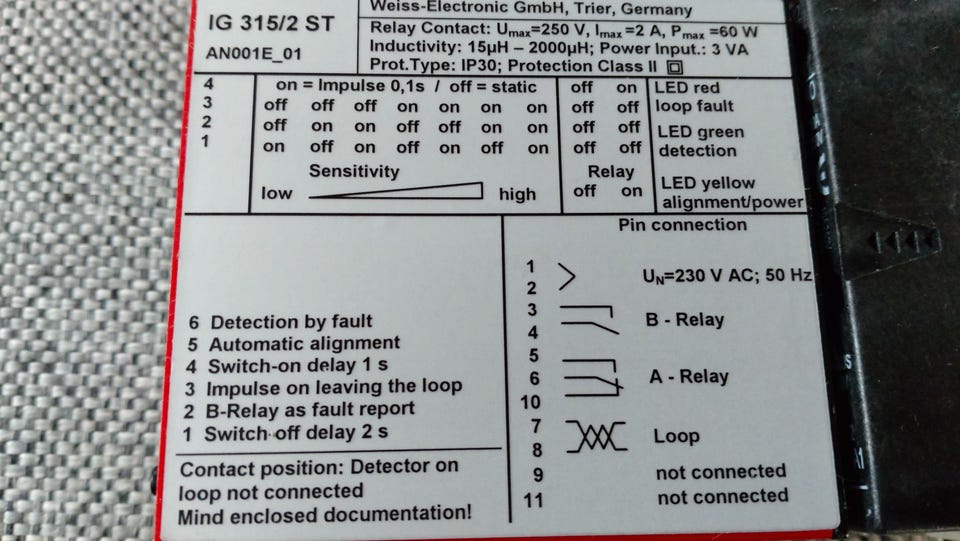 IG 315/2 ST
AN001E_01
Weiss-Electronic GmbH, Trier, Germany
Relay Contact: Umax=250 V, Imax=2 A, Pmax=60 W
Inductivity: 15µH – 2000µH; Power Input.: 3 VA
Prot.Type: IP30; Protection Class II
4 on = Impulse 0,1s / off = static off on LED red
3 off off off on on on on off off loop fault
2 off on on off off on on off off LED green
1 on off on off on off on off off detection
Sensitivity Relay LED yellow
low high off on alignment/power
Pin connection
1
2
UN=230 V AC; 50 Hz
3
4
B - Relay
5
6
10
A - Relay
7
8
Loop
9 not connected
11 not connected
6 Detection by fault
5 Automatic alignment
4 Switch-on delay 1 s
3 Impulse on leaving the loop
2 B-Relay as fault report
1 Switch off delay 2 s
Contact position: Detector on
loop not connected
Mind enclosed documentation!
A1